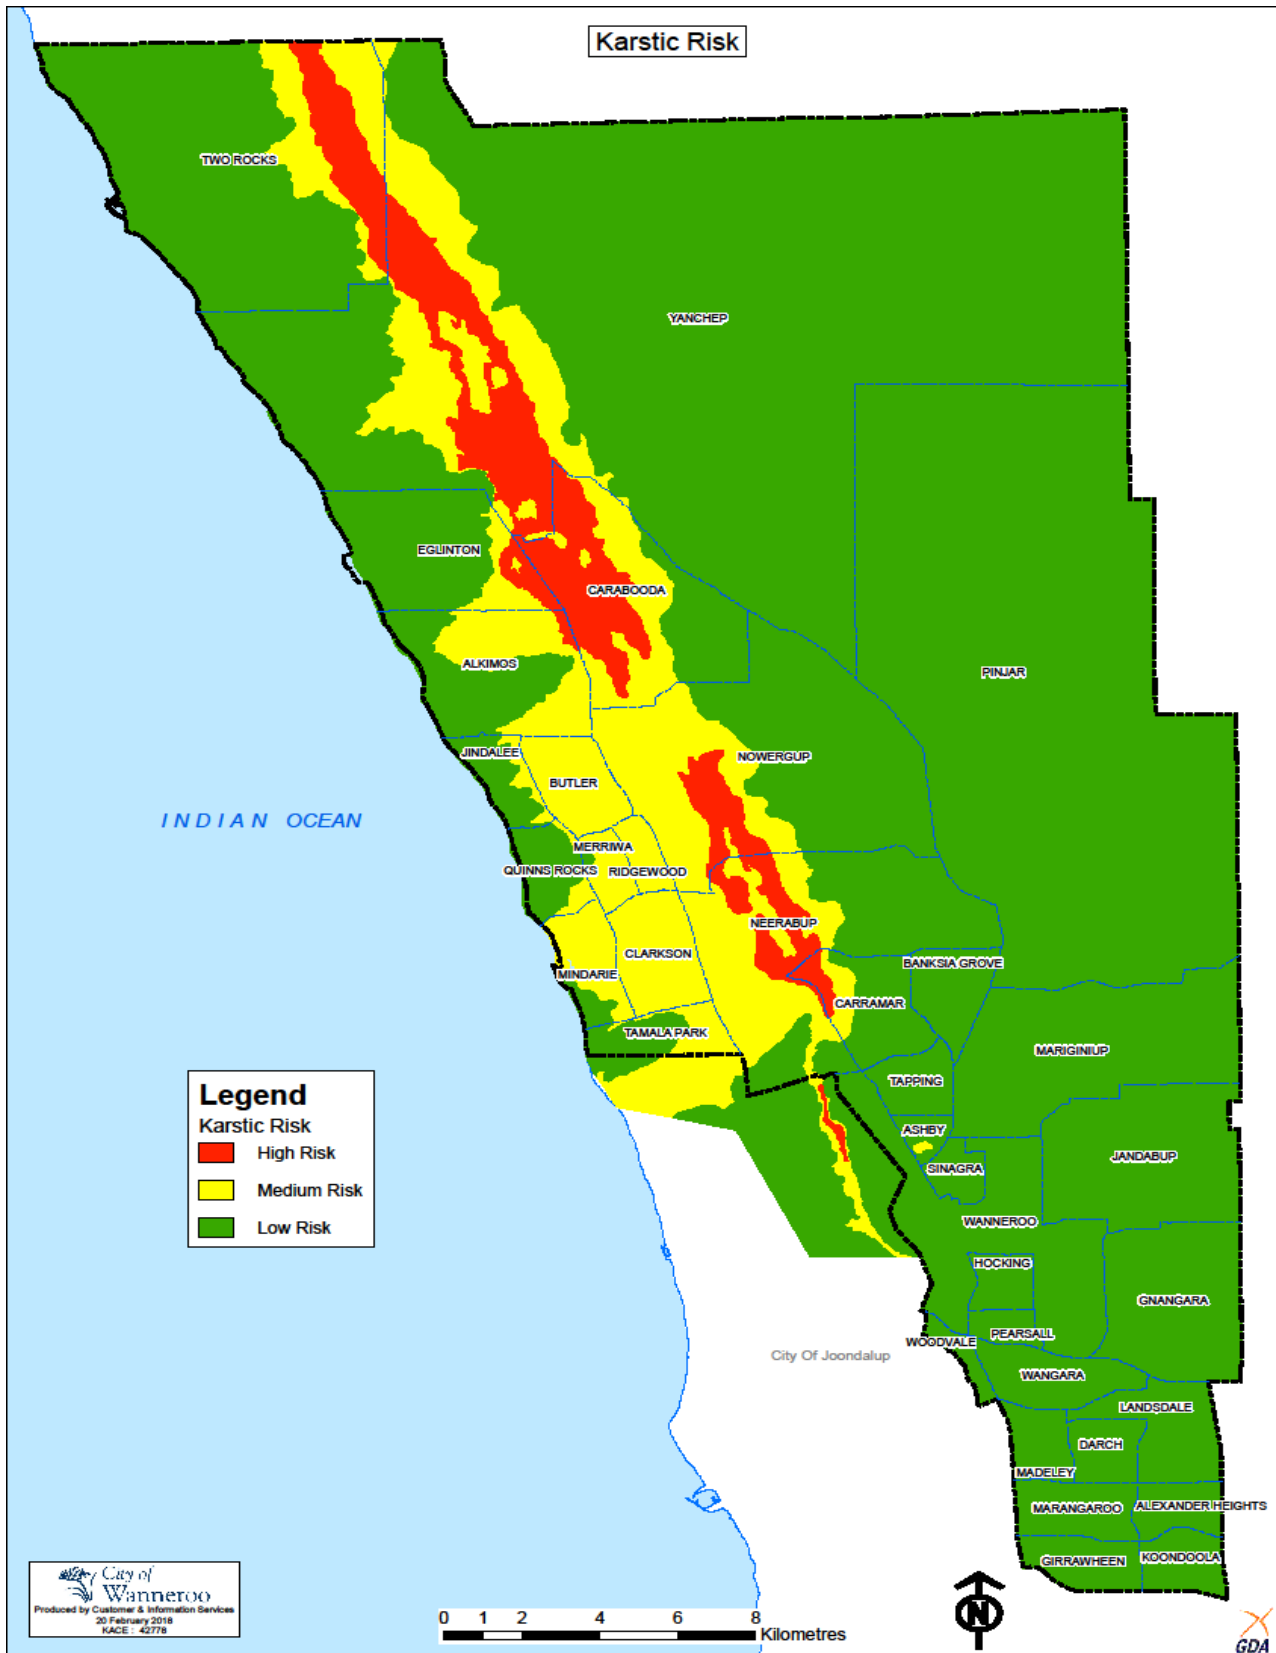 Karstic Risk
TWO ROCKS
YANCHEP
EGLINTON
CARABOODA
ALKIMOS
PINJAR
JINDALEE
NOWERGUP
BUTLER
INDIAN OCEAN
MERRIWA
QUINNS ROCKS
RIDGEWOOD
NEERABUP
CLARKSON
BANKSIA GROVE
MINDARIE
CARRAMAR
TAMALA PARK
MARIGINIUP
TAPPING
ASHBY
JANDABUP
SINAGRA
WANNEROO
HOCKING
GNANGARA
PEARSALL
WOODVALE
City Of Joondalup
WANGARA
LANDSDALE
DARCH
MADELEY
MARANGAROO
ALEXANDER HEIGHTS
GIRRAWHEEN
KOONDOOLA
Legend
Karstic Risk
High Risk
Medium Risk
Low Risk
City of
Wanneroo
Produced by Customer & Information Services
20 February 2018
KACE : 42778
0 1 2 4 6 8
Kilometres
N
GDA